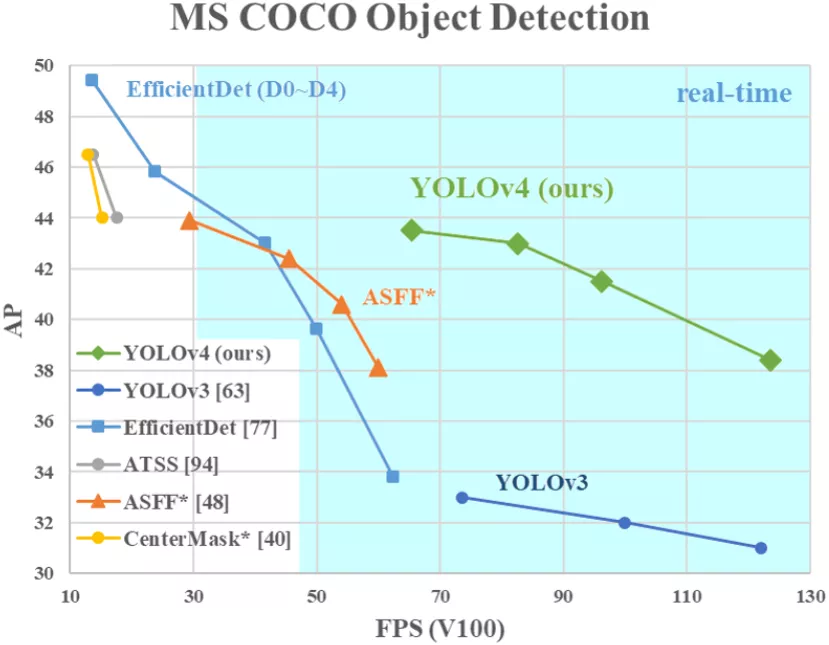 MS COCO Object Detection
50
48
46
44
42
40
38
36
34
32
30
AP
EfficientDet (D0~D4)
real-time
YOLOv4 (ours)
ASFF*
YOLOv3
YOLOv4 (ours)
YOLOv3 [63]
EfficientDet [77]
ATSS [94]
ASFF* [48]
CenterMask* [40]
10 30 50 70 90 110 130
FPS (V100)